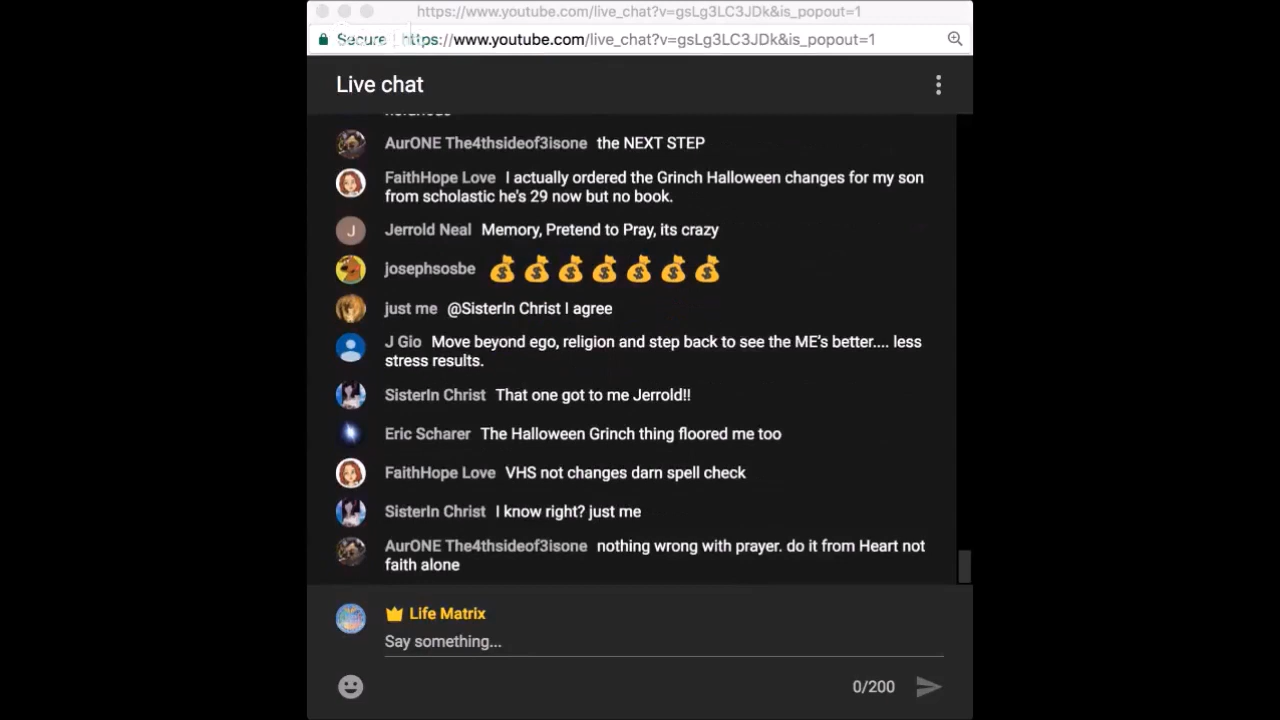 https://www.youtube.com/live_chat?v=gsLg3LC3JDk&is_popout=1
Secure https://www.youtube.com/live_chat?v=gsLg3LC3JDk&is_popout=1
Live chat
AurONE The4thsideof3isone the NEXT STEP
FaithHope Love I actually ordered the Grinch Halloween changes for my son
from scholastic he's 29 now but no book.
J
Jerrold Neal Memory, Pretend to Pray, its crazy
josephsosbe 💰💰💰💰💰💰💰
just me @SisterIn Christ I agree
J Gio Move beyond ego, religion and step back to see the ME's better.... less
stress results.
SisterIn Christ That one got to me Jerrold!!
Eric Scharer The Halloween Grinch thing floored me too
FaithHope Love VHS not changes darn spell check
SisterIn Christ I know right? just me
AurONE The4thsideof3isone nothing wrong with prayer. do it from Heart not
faith alone
Life Matrix
Say something...
0/200